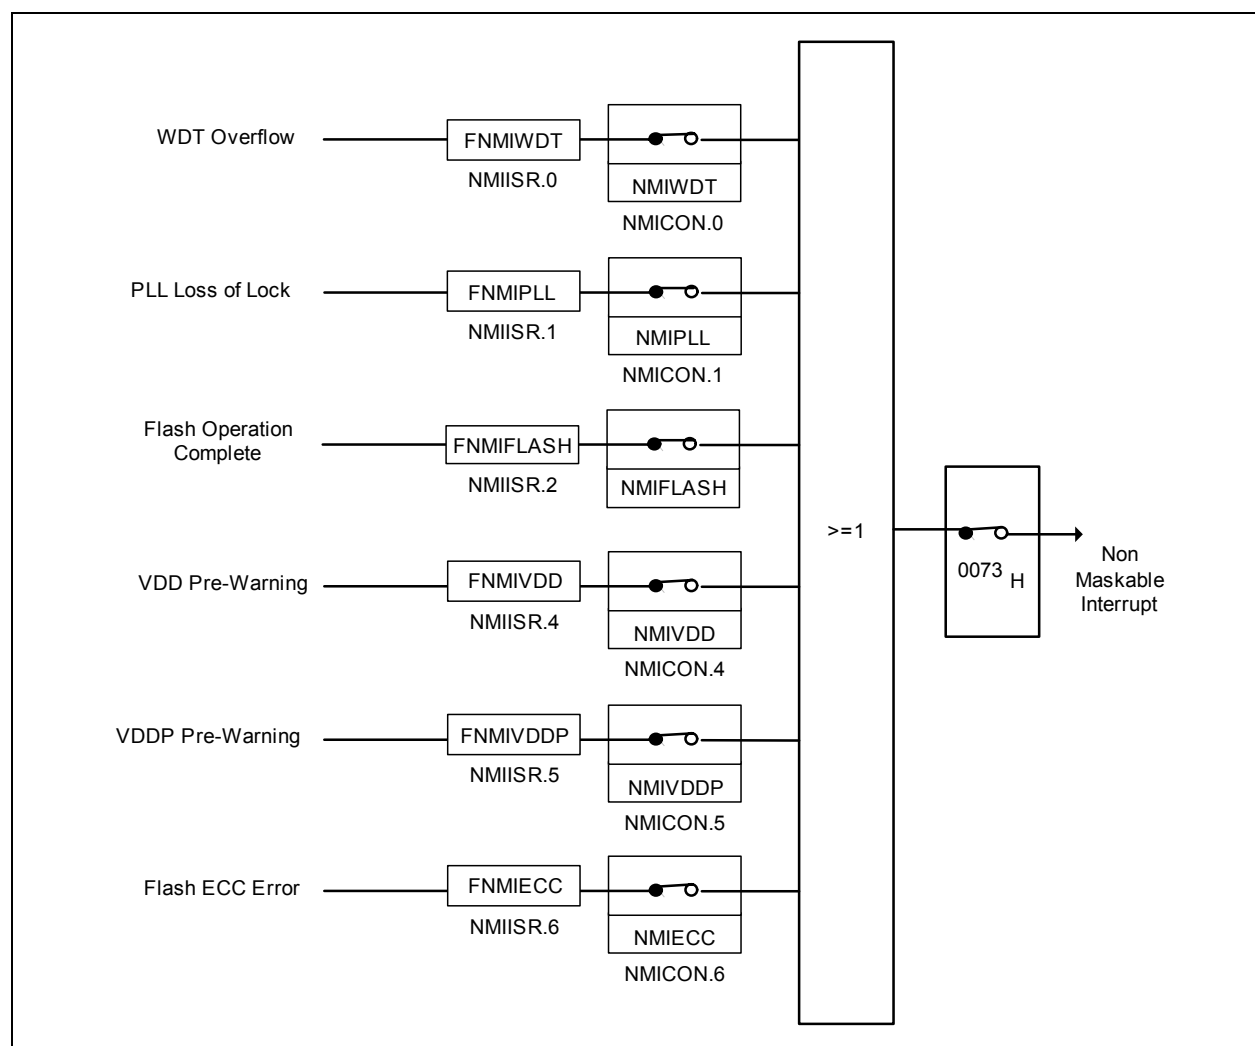 WDT Overflow
FNMIWDT
NMIISR.0
NMIWDT
NMICON.0
PLL Loss of Lock
FNMIPLL
NMIISR.1
NMIPLL
NMICON.1
Flash Operation
Complete
FNMIFLASH
NMIISR.2
NMIFLASH
>=1
0073 H
Non
Maskable
Interrupt
VDD Pre-Warning
FNMIVDD
NMIISR.4
NMIVDD
NMICON.4
VDDP Pre-Warning
FNMIVDDP
NMIISR.5
NMIVDDP
NMICON.5
Flash ECC Error
FNMIECC
NMIISR.6
NMIECC
NMICON.6